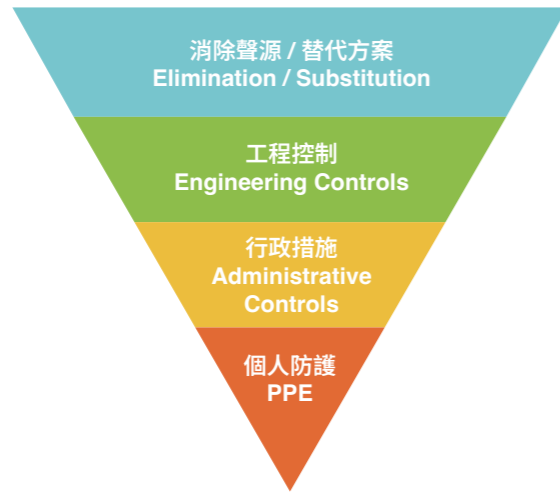 消除聲源 / 替代方案
Elimination / Substitution
工程控制
Engineering Controls
行政措施
Administrative
Controls
個人防護
PPE